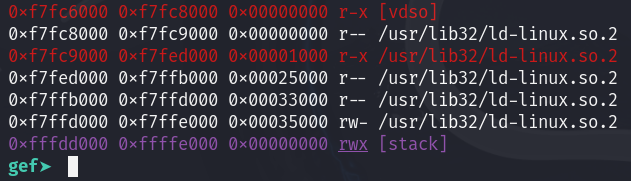 0xf7fc6000 0xf7fc8000 0x00000000 r-x [vdso]
0xf7fc8000 0xf7fc9000 0x00000000 r-- /usr/lib32/ld-linux.so.2
0xf7fc9000 0xf7fed000 0x00001000 r-x /usr/lib32/ld-linux.so.2
0xf7fed000 0xf7ffb000 0x00025000 r-- /usr/lib32/ld-linux.so.2
0xf7ffb000 0xf7ffd000 0x00033000 r-- /usr/lib32/ld-linux.so.2
0xf7ffd000 0xf7ffe000 0x00035000 rw- /usr/lib32/ld-linux.so.2
0xfffdd000 0xffffe000 0x00000000 rwx [stack]
gef➤